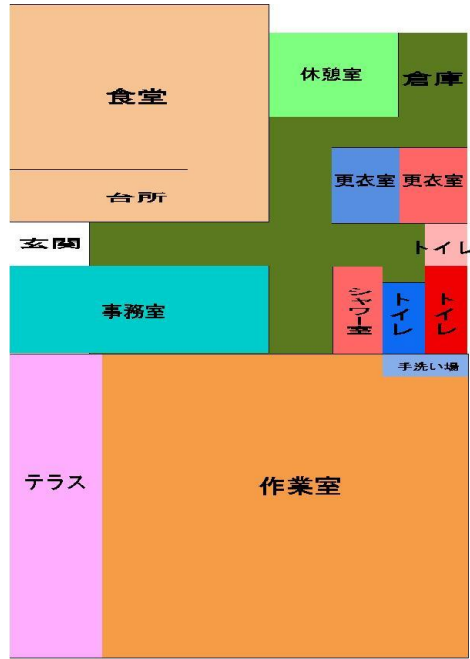 休憩室
倉庫
食堂
更衣室
更衣室
台所
玄関
トイレ
事務室
シャワー室
トイレ
トイレ
手洗い場
テラス
作業室